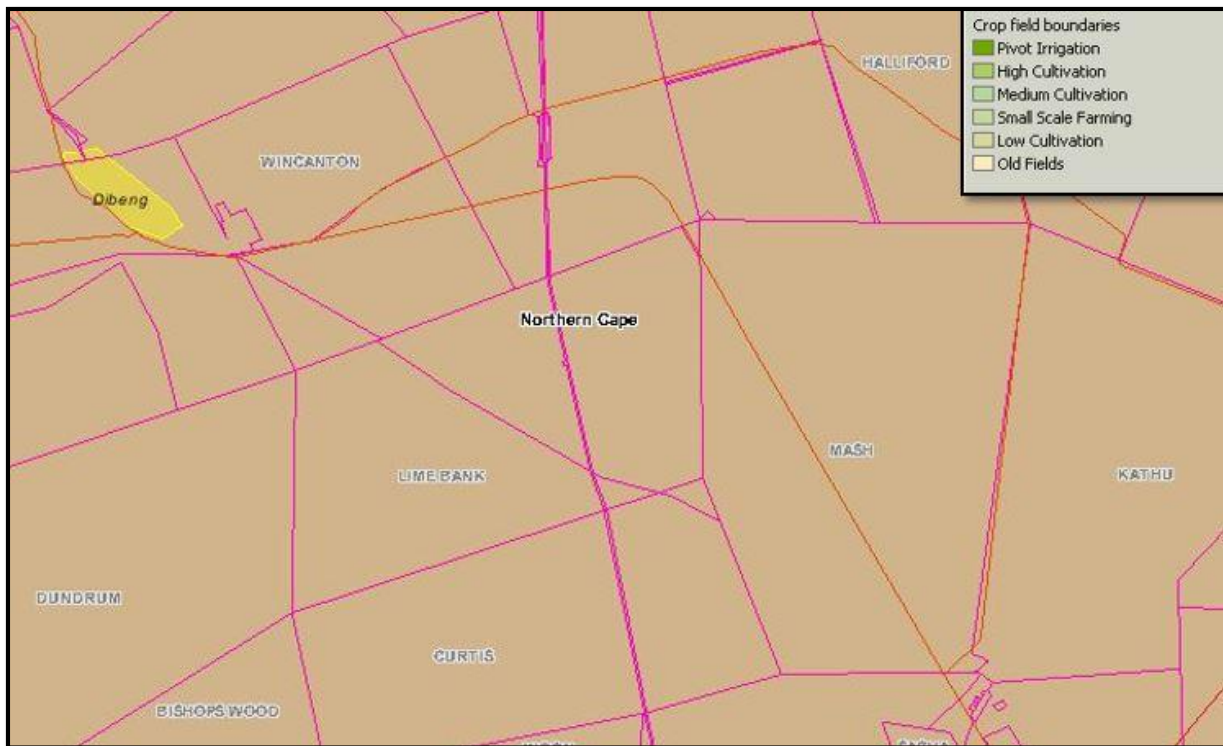 Crop field boundaries
Pivot Irrigation
High Cultivation
Medium Cultivation
Small Scale Farming
Low Cultivation
Old Fields
HALLIFORD
WINCANTON
Dibeng
Northern Cape
MASH
KATHU
LIME BANK
DUNDRUM
CURTIS
BISHOPS WOOD